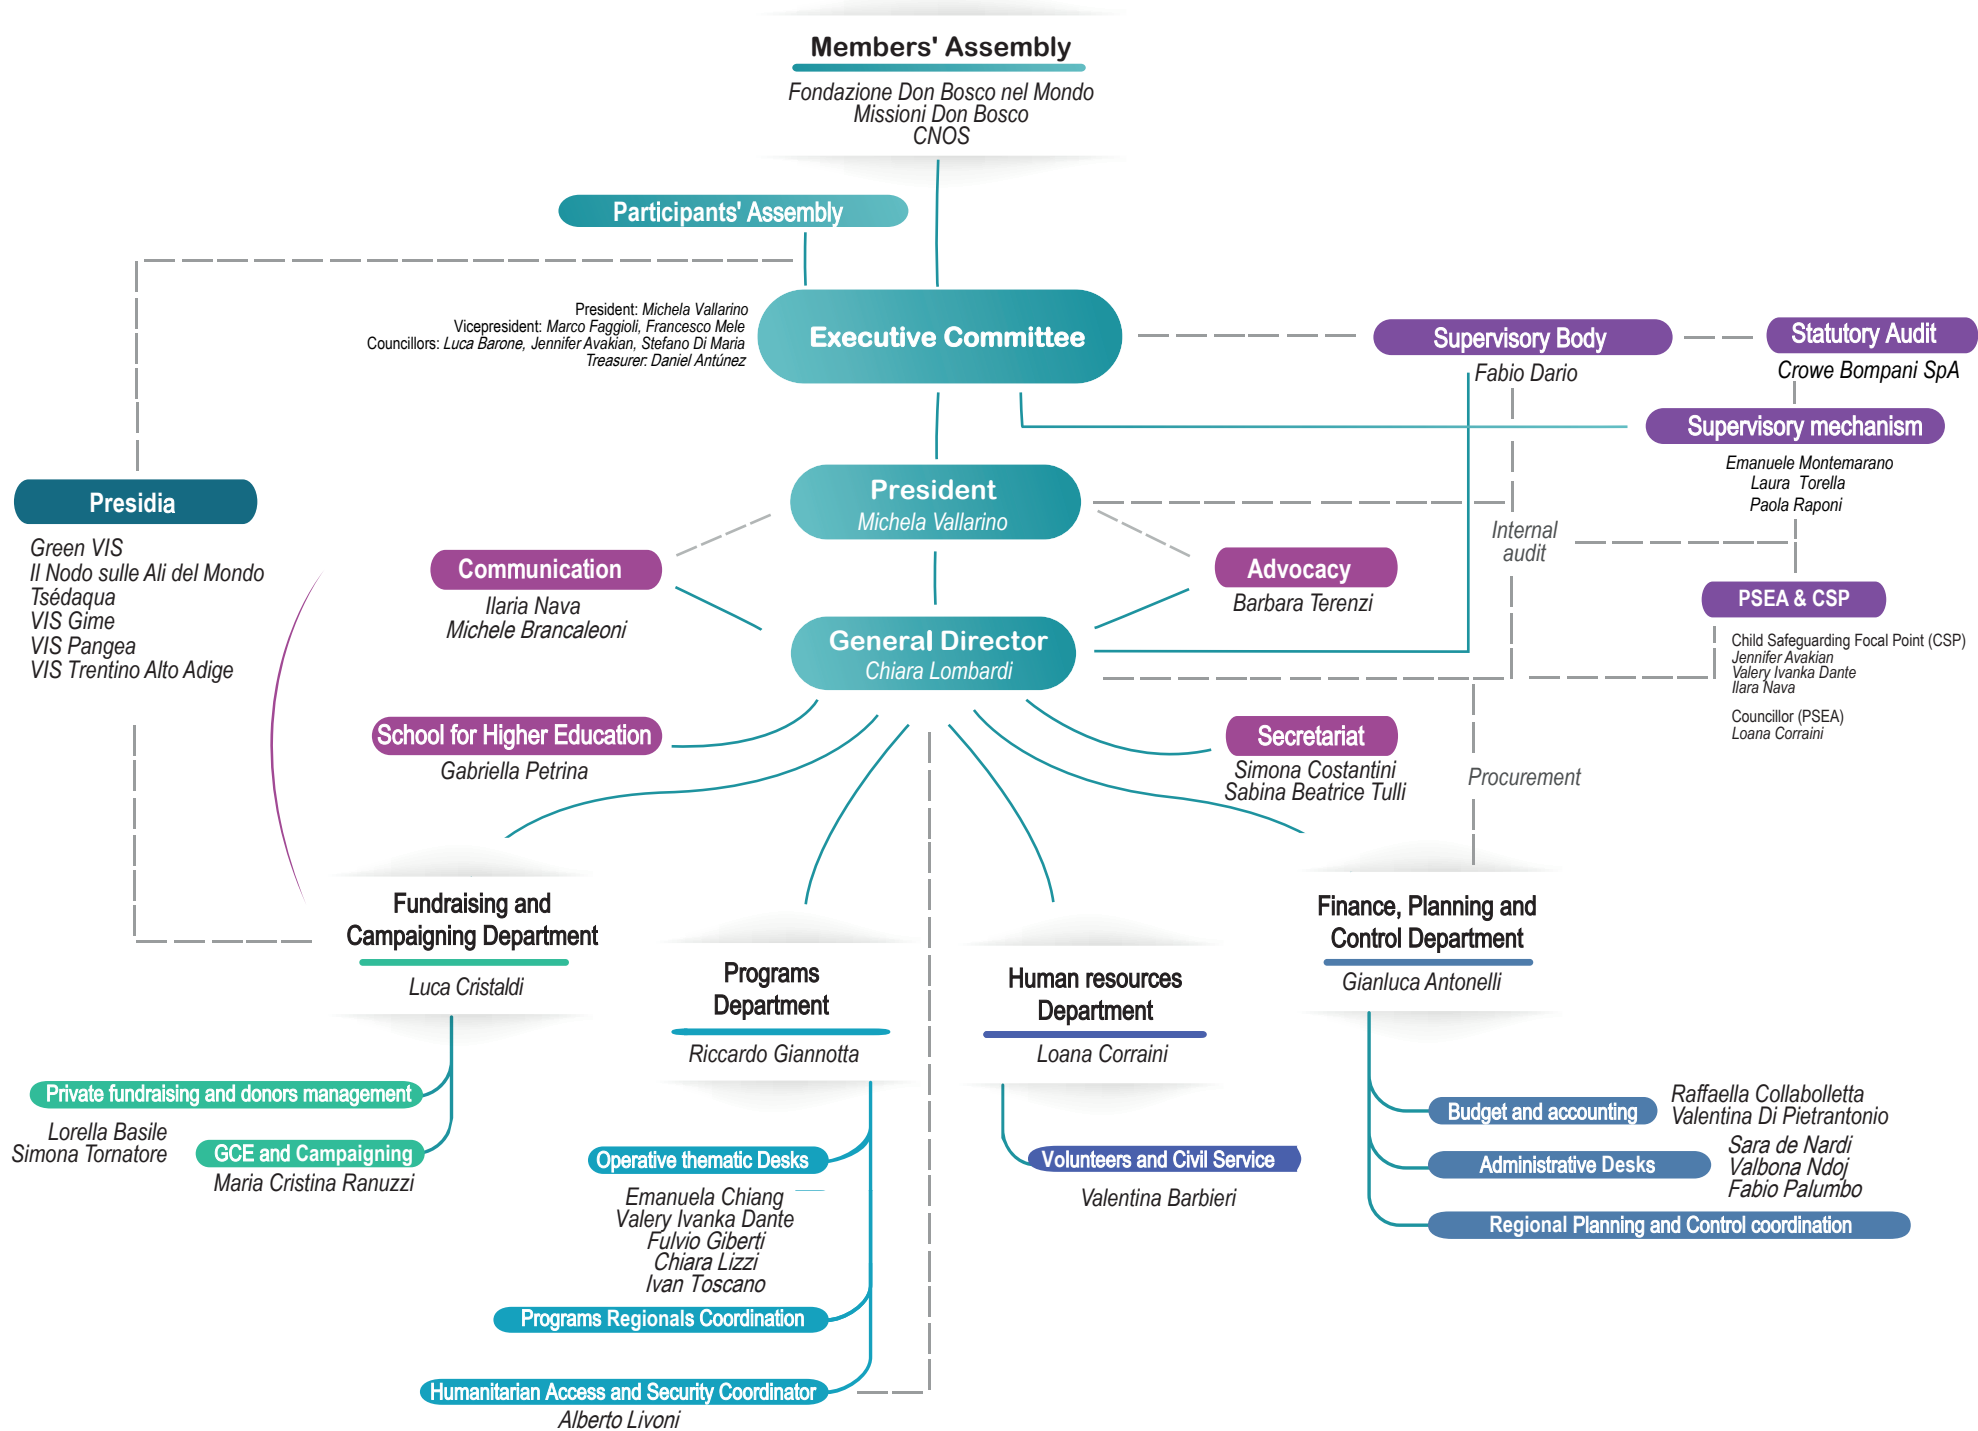 Members' Assembly
Fondazione Don Bosco nel Mondo
Missioni Don Bosco
CNOS
Participants' Assembly
President: Michela Vallarino
Vicepresident: Marco Faggioli, Francesco Mele
Councillors: Luca Barone, Jennifer Avakian, Stefano Di Maria
Treasurer: Daniel Antúnez
Executive Committee
Supervisory Body
Fabio Dario
Statutory Audit
Crowe Bompani SpA
Supervisory mechanism
Emanuele Montemarano
Laura Torella
Paola Raponi
President
Michela Vallarino
Presidia
Green VIS
Il Nodo sulle Ali del Mondo
Tsédaqua
VIS Gime
VIS Pangea
VIS Trentino Alto Adige
Communication
Ilaria Nava
Michele Brancaleoni
Advocacy
Barbara Terenzi
Internal
audit
PSEA & CSP
Child Safeguarding Focal Point (CSP)
Jennifer Avakian
Valery Ivanka Dante
Ilara Nava
Councillor (PSEA)
Loana Corraini
General Director
Chiara Lombardi
School for Higher Education
Gabriella Petrina
Secretariat
Simona Costantini
Sabina Beatrice Tulli
Procurement
Fundraising and
Campaigning Department
Luca Cristaldi
Programs
Department
Riccardo Giannotta
Human resources
Department
Loana Corraini
Finance, Planning and
Control Department
Gianluca Antonelli
Private fundraising and donors management
Lorella Basile
Simona Tornatore
GCE and Campaigning
Maria Cristina Ranuzzi
Operative thematic Desks
Emanuela Chiang
Valery Ivanka Dante
Fulvio Giberti
Chiara Lizzi
Ivan Toscano
Programs Regionals Coordination
Humanitarian Access and Security Coordinator
Alberto Livoni
Volunteers and Civil Service
Valentina Barbieri
Budget and accounting
Raffaella Collabolletta
Valentina Di Pietrantonio
Administrative Desks
Sara de Nardi
Valbona Ndoj
Fabio Palumbo
Regional Planning and Control coordination